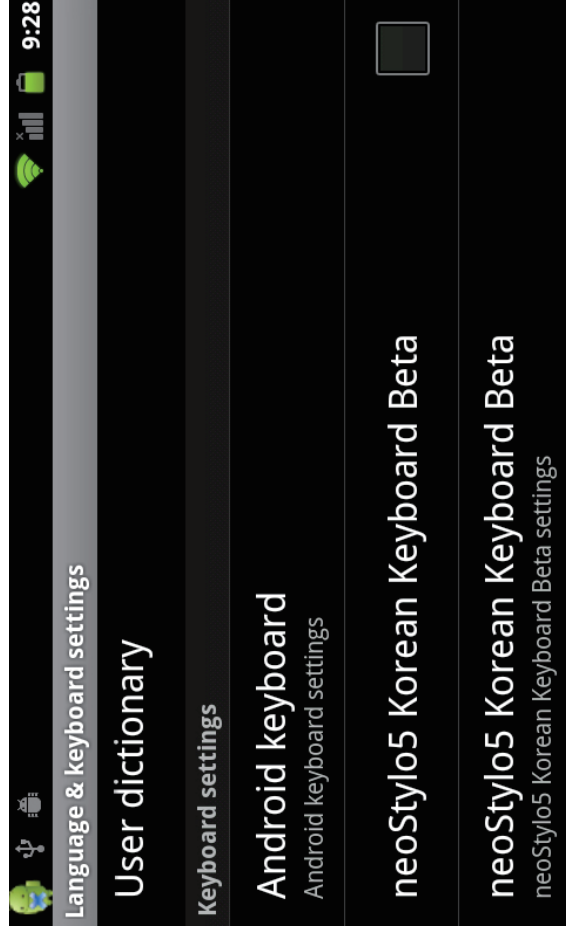 9:28
Language & keyboard settings
User dictionary
Keyboard settings
Android keyboard
Android keyboard settings
neoStylo5 Korean Keyboard Beta
neoStylo5 Korean Keyboard Beta
neoStylo5 Korean Keyboard Beta settings